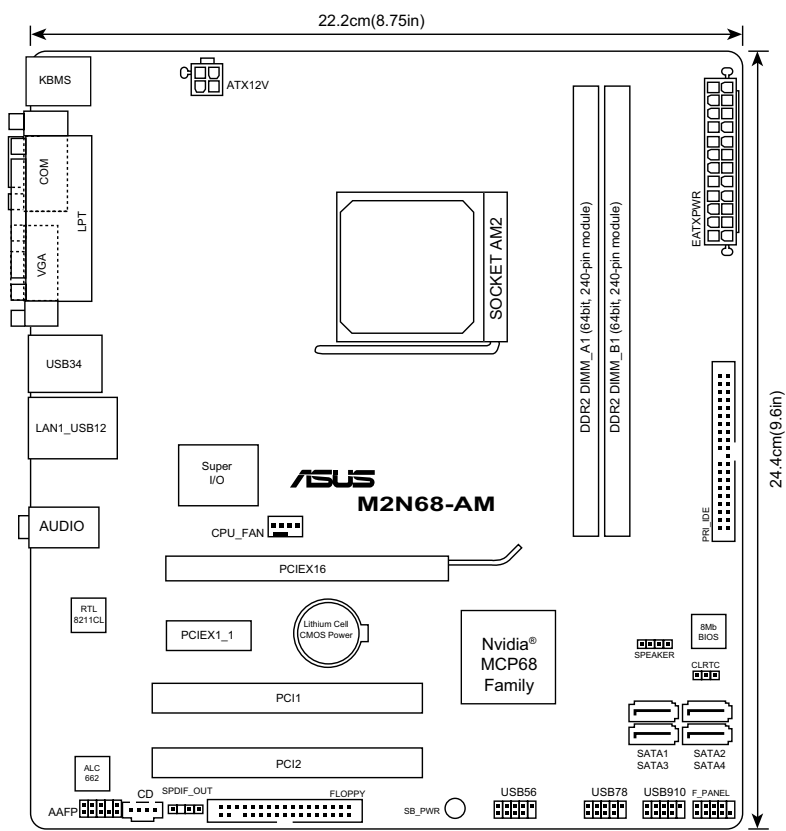 22.2cm(8.75in)
KBMS
ATX12V
COM
LPT
VGA
EATXPWR
SOCKET AM2
DDR2 DIMM_A1 (64bit, 240-pin module)
DDR2 DIMM_B1 (64bit, 240-pin module)
USB34
LAN1_USB12
24.4cm(9.6in)
Super
I/O
ASUS
M2N68-AM
PRI_IDE
AUDIO
CPU_FAN
PCIEX16
RTL
8211CL
PCIEX1_1
Lithium Cell
CMOS Power
Nvidia®
MCP68
Family
8Mb
BIOS
SPEAKER
CLRTC
PCI1
SATA1
SATA3
SATA2
SATA4
PCI2
ALC
662
AAFP
CD
SPDIF_OUT
FLOPPY
SB_PWR
USB56
USB78
USB910
F_PANEL